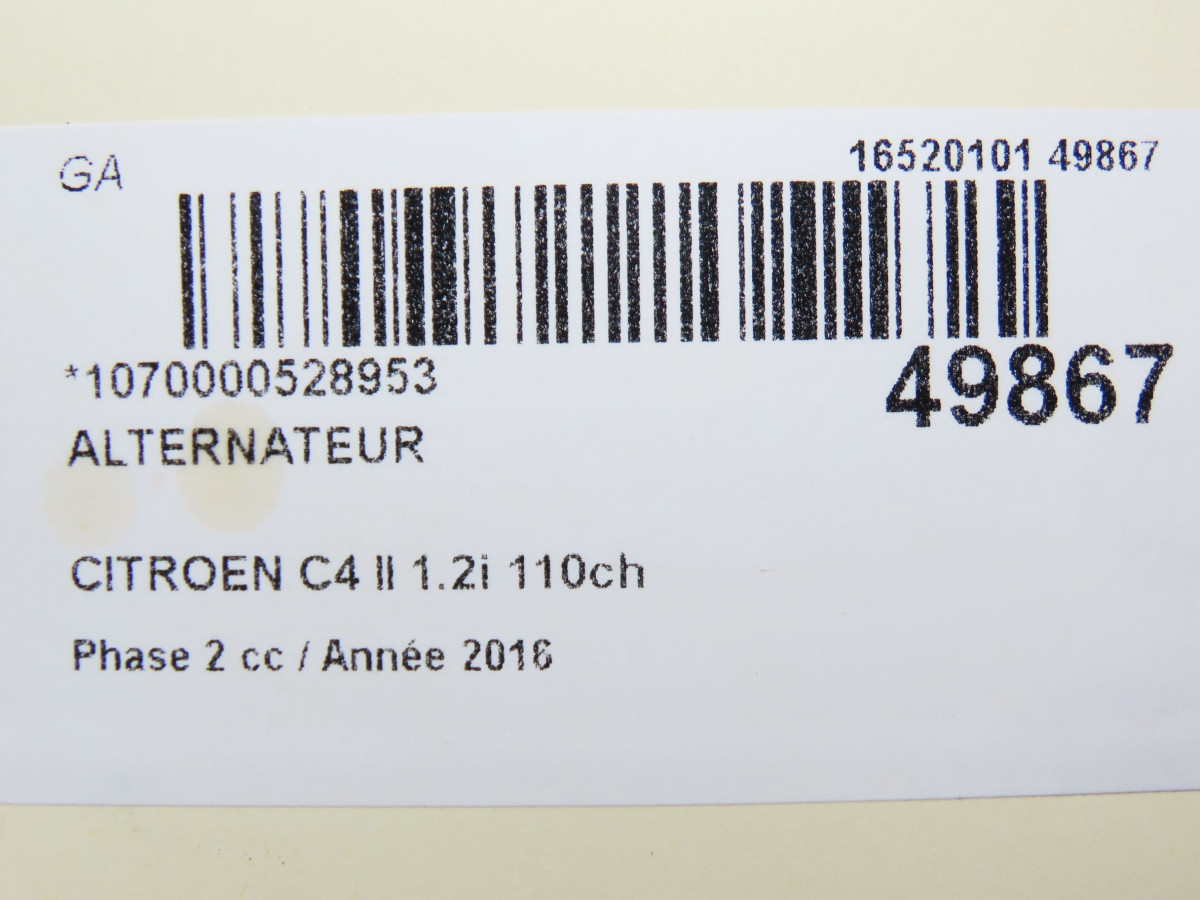 GA
16520101 49867
*1070000528953
49867
ALTERNATEUR
CITROEN C4 II 1.2i 110ch
Phase 2 cc / Année 2016